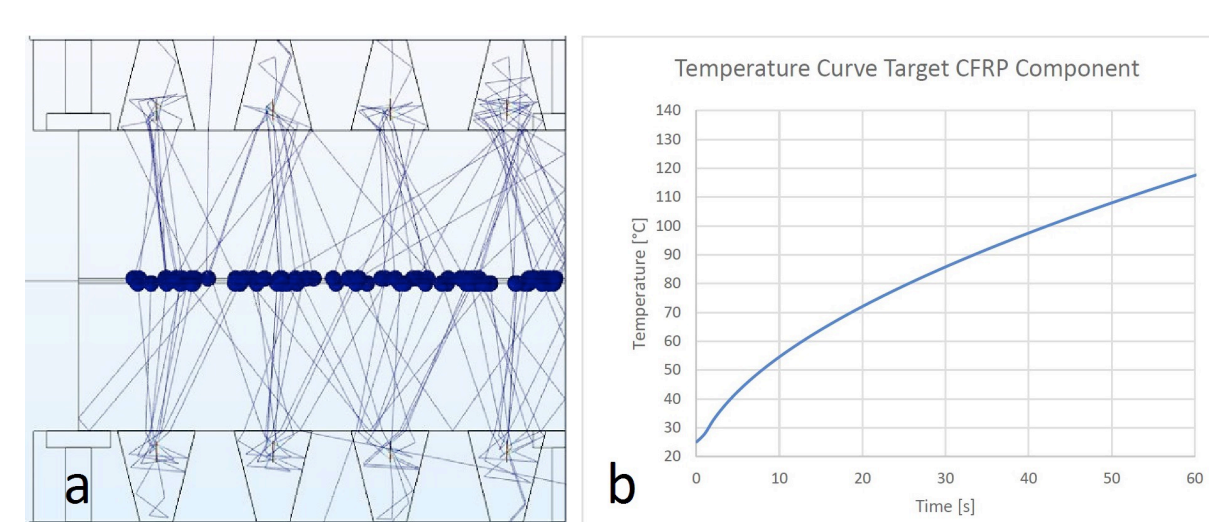 a
Temperature Curve Target CFRP Component
Temperature [°C]
140
130
120
110
100
90
80
70
60
50
40
30
20
0 10 20 30 40 50 60
Time [s]
b